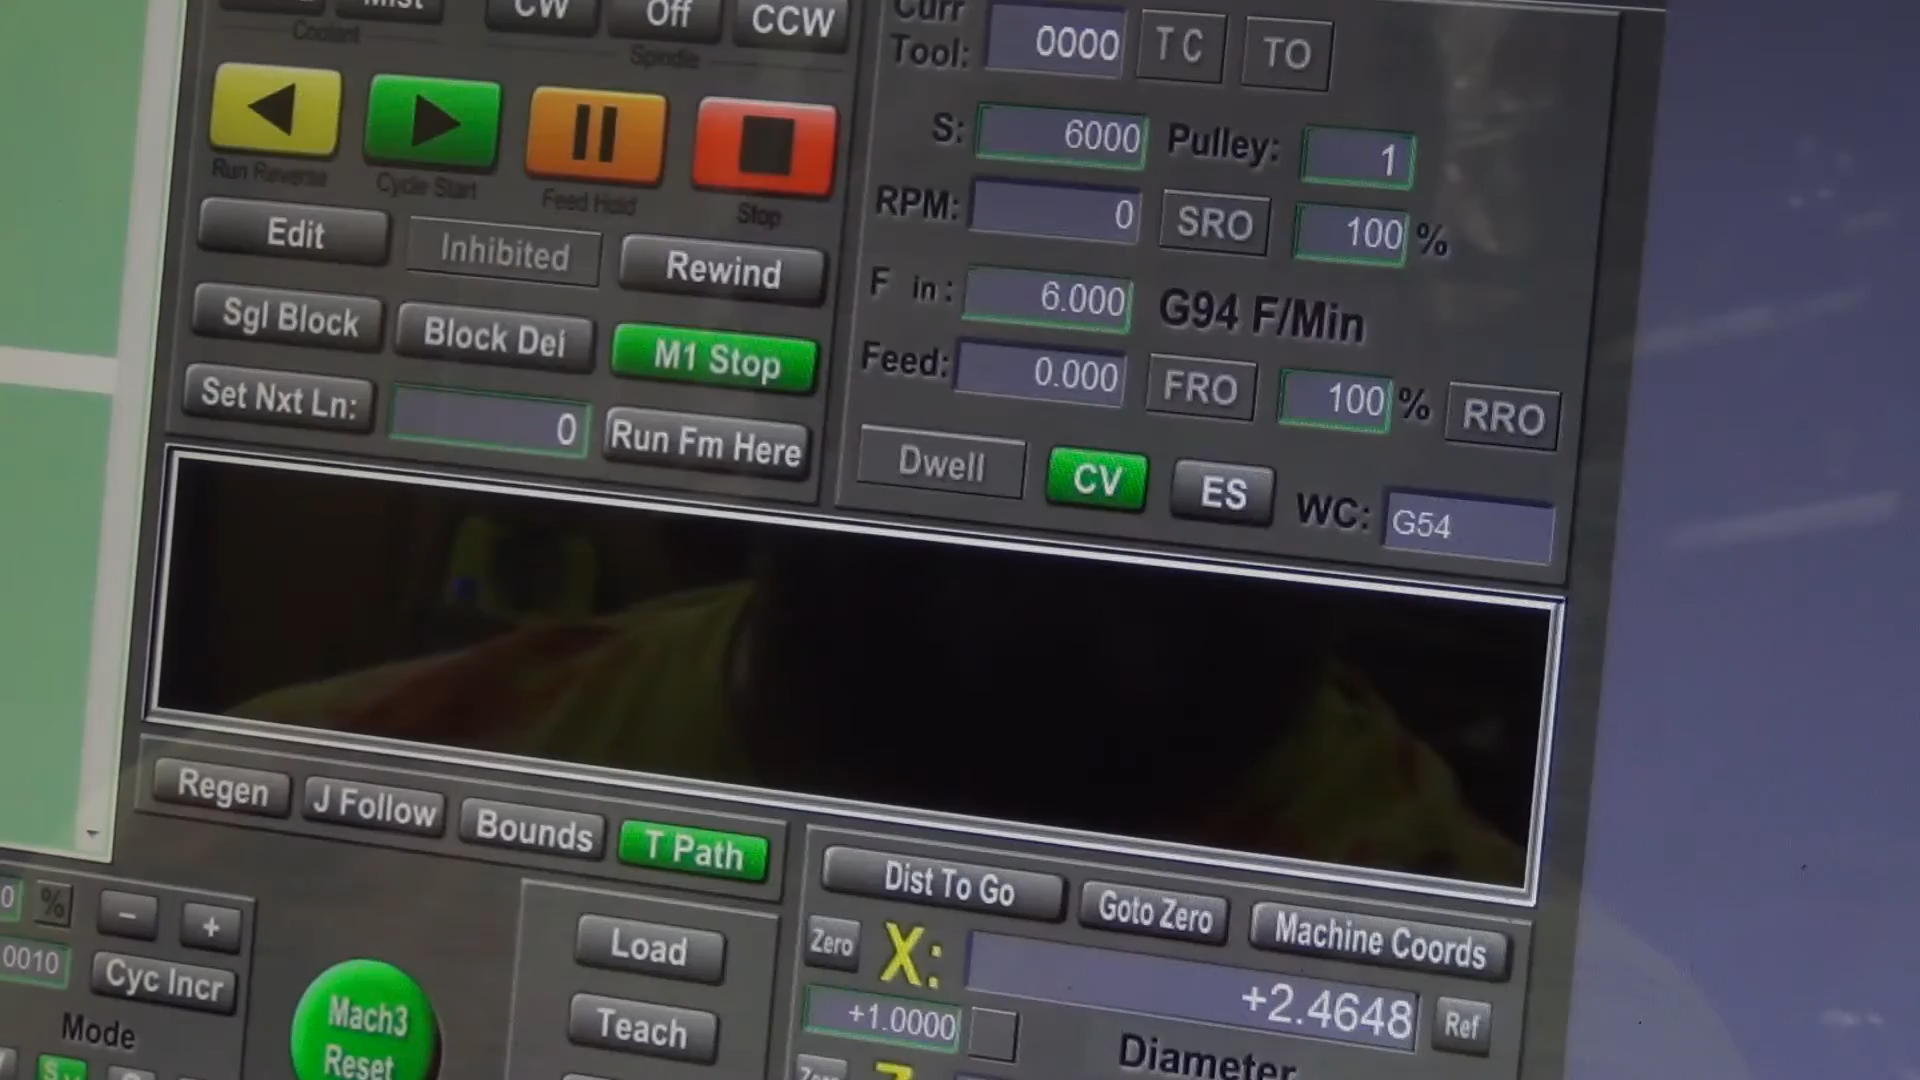 Mist CW Off CCW
Coolant Spindle
Curr
Tool: 0000 TC TO
Run Reverse Cycle Start Feed Hold Stop
S: 6000 Pulley: 1
RPM: 0 SRO 100 %
F in: 6.000 G94 F/Min
Feed: 0.000 FRO 100 % RRO
Dwell CV ES WC: G54
Edit Inhibited Rewind
Sgl Block Block Del M1 Stop
Set Nxt Ln: 0 Run Fm Here
Regen J Follow Bounds T Path
Dist To Go Goto Zero Machine Coords
Zero X: +2.4648 Ref
+1.0000
Diameter
0 % - +
0010 Cyc Incr
Mode
Mach3
Reset
Load
Teach